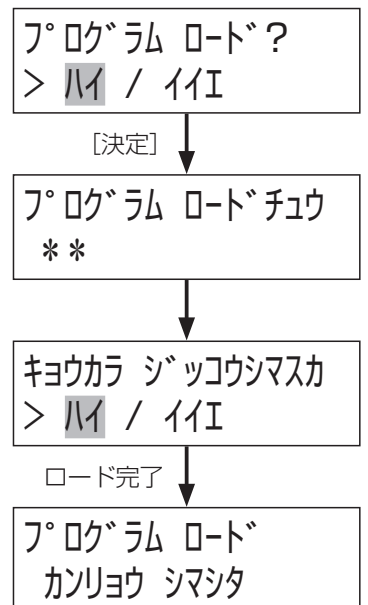 プログラム ロード?
> ハイ / イイエ
[決定]
プログラム ロードチュウ
**
キョウカラ ジッコウシマスカ
> ハイ / イイエ
ロード完了
プログラム ロード
カンリョウ シマシタ